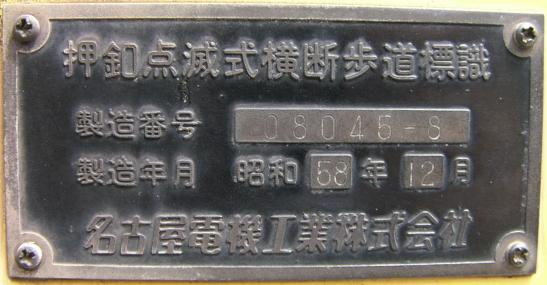 押釦点滅式横断歩道標識
製造番号 08045-8
製造年月 昭和58年12月
名古屋電機工業株式会社